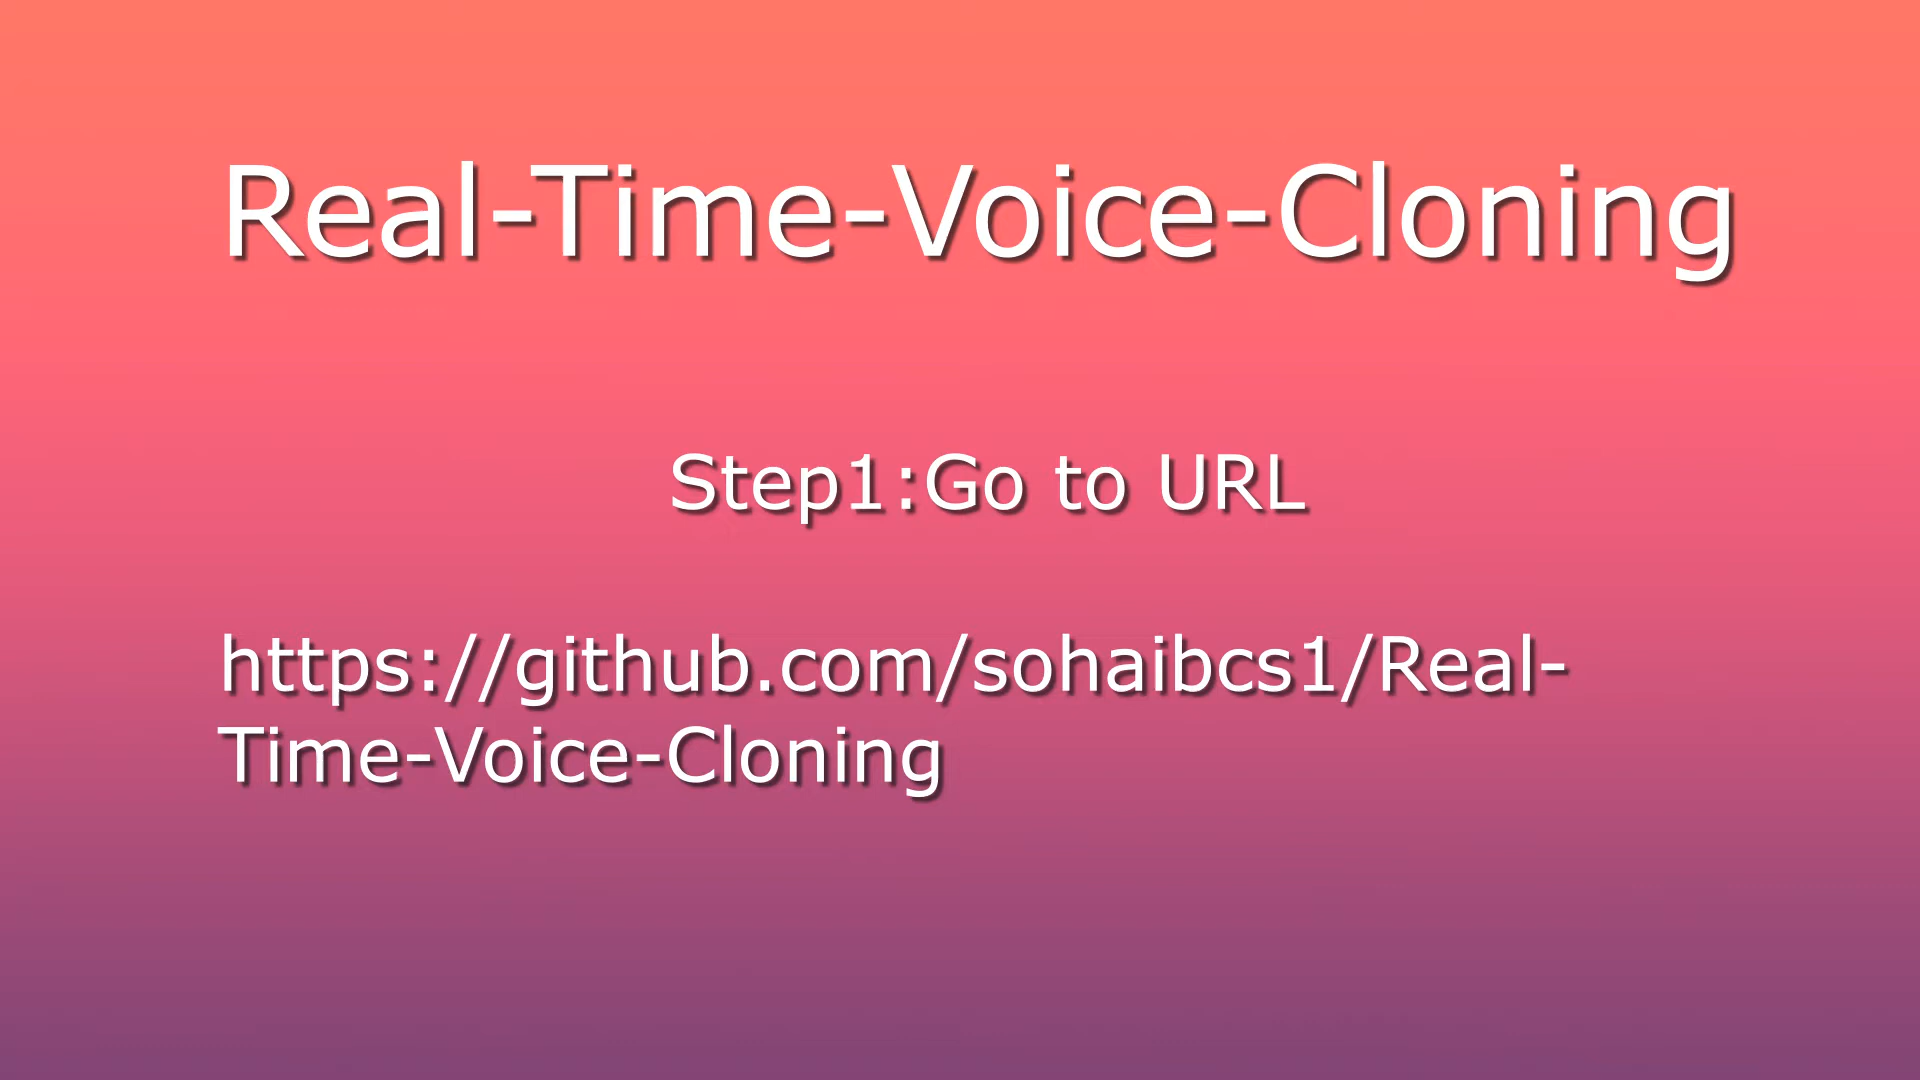 Real-Time-Voice-Cloning
Step1:Go to URL
https://github.com/sohaibcs1/Real-
Time-Voice-Cloning